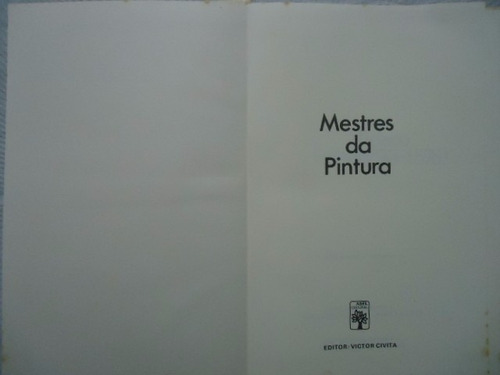 Mestres
da
Pintura
EDITOR: VICTOR CIVITA